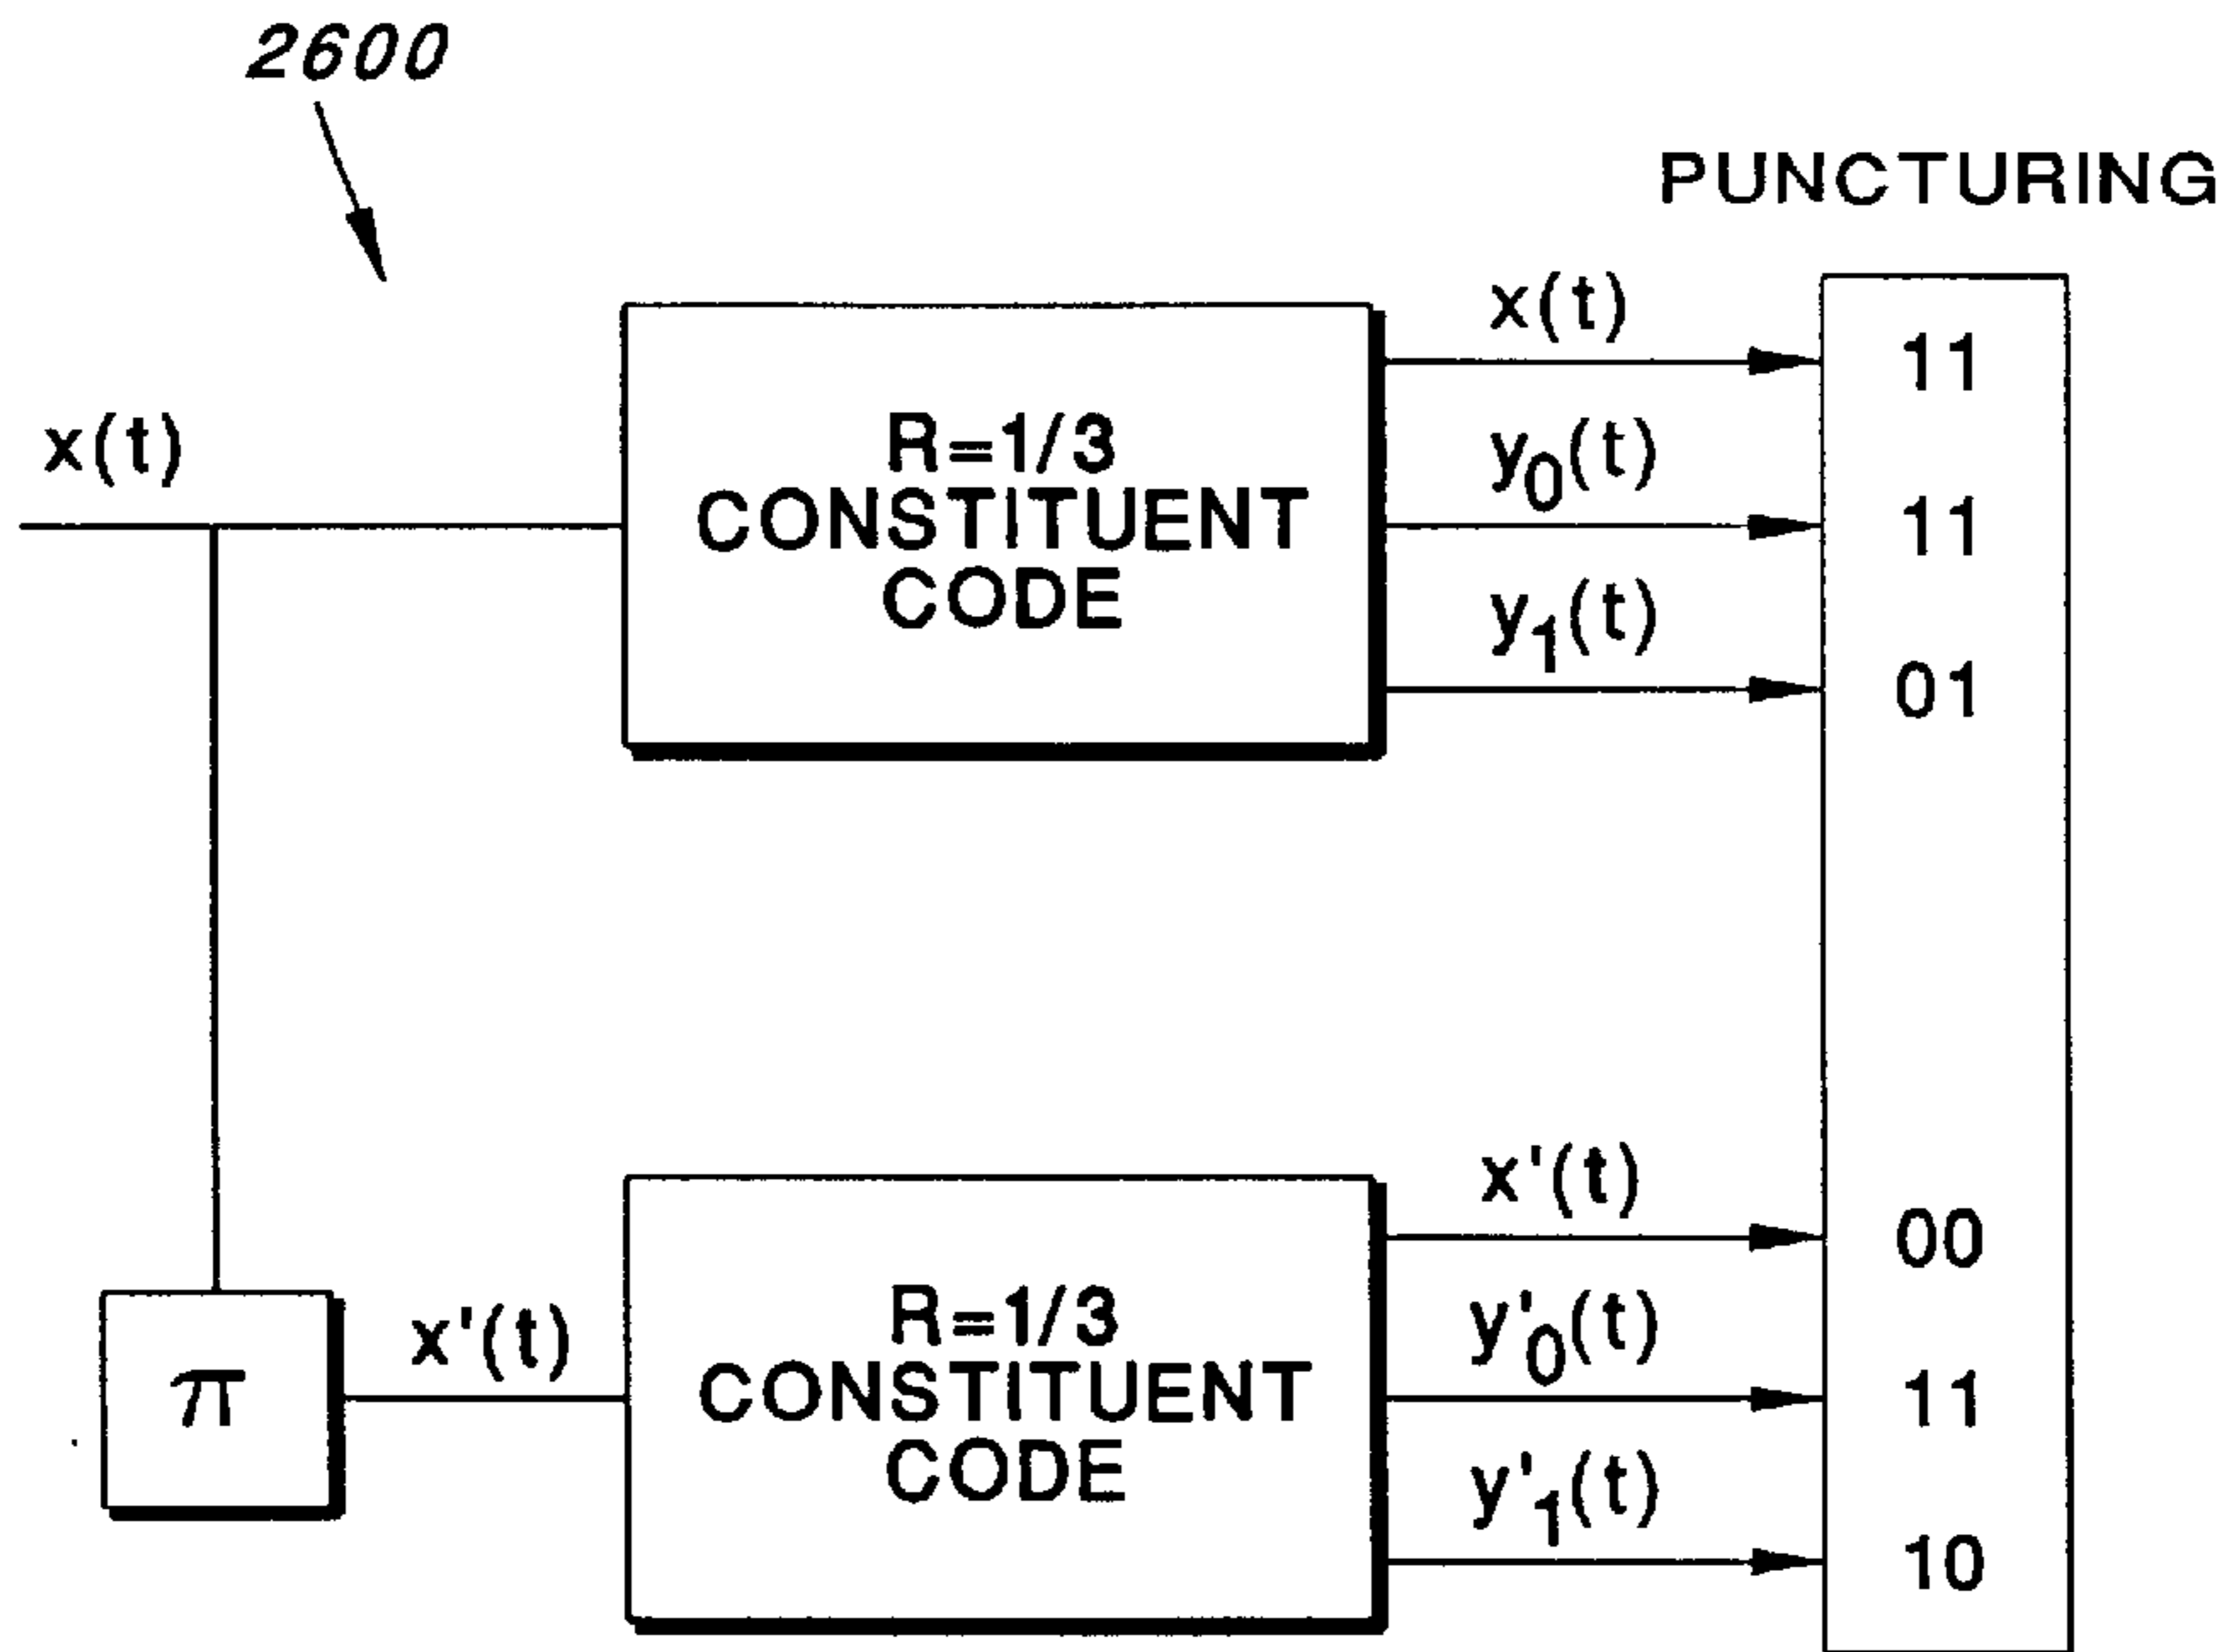 2600
PUNCTURING
x(t)
R=1/3
CONSTITUENT
CODE
x(t)
y₀(t)
y₁(t)
11
11
01
π
x'(t)
R=1/3
CONSTITUENT
CODE
x'(t)
y'₀(t)
y'₁(t)
00
11
10